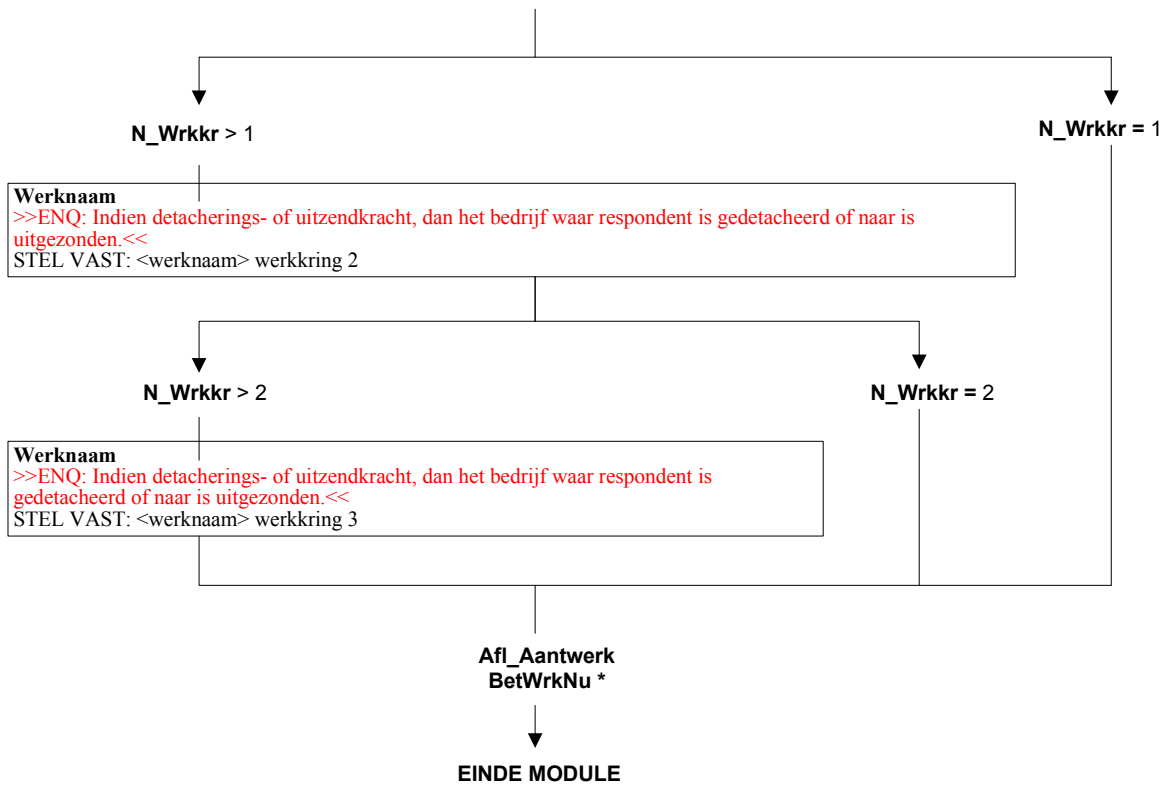 N_Wrkkr > 1
N_Wrkkr = 1
Werknaam
>>ENQ: Indien detacherings- of uitzendkracht, dan het bedrijf waar respondent is gedetacheerd of naar is
uitgezonden.<<
STEL VAST: <werknaam> werkkring 2
N_Wrkkr > 2
N_Wrkkr = 2
Werknaam
>>ENQ: Indien detacherings- of uitzendkracht, dan het bedrijf waar respondent is
gedetacheerd of naar is uitgezonden.<<
STEL VAST: <werknaam> werkkring 3
Afl_Aantwerk
BetWrkNu *
EINDE MODULE